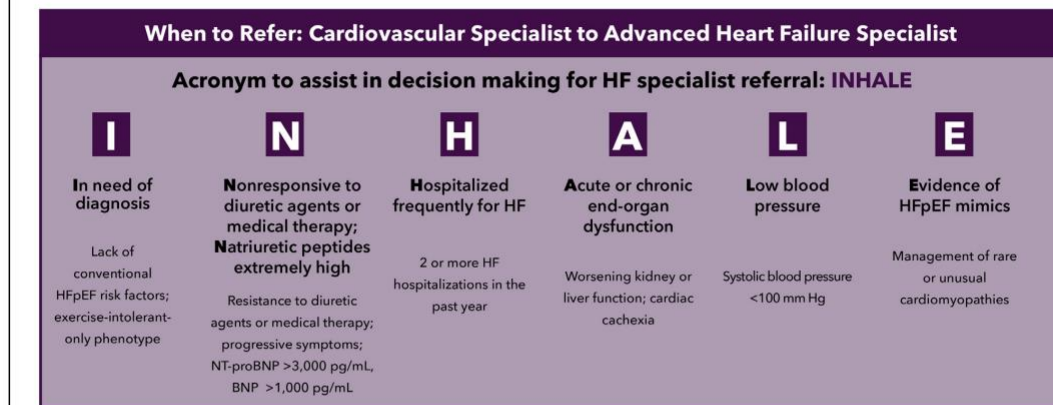 When to Refer: Cardiovascular Specialist to Advanced Heart Failure Specialist
Acronym to assist in decision making for HF specialist referral: INHALE
I
In need of
diagnosis
Lack of
conventional
HFpEF risk factors;
exercise-intolerant-
only phenotype
N
Nonresponsive to
diuretic agents or
medical therapy;
Natriuretic peptides
extremely high
Resistance to diuretic
agents or medical therapy;
progressive symptoms;
NT-proBNP >3,000 pg/mL,
BNP >1,000 pg/mL
H
Hospitalized
frequently for HF
2 or more HF
hospitalizations in the
past year
A
Acute or chronic
end-organ
dysfunction
Worsening kidney or
liver function; cardiac
cachexia
L
Low blood
pressure
Systolic blood pressure
<100 mm Hg
E
Evidence of
HFpEF mimics
Management of rare
or unusual
cardiomyopathies